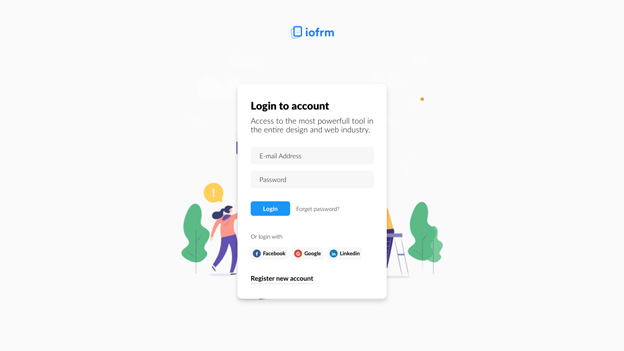 iofrm
Login to account
Access to the most powerfull tool in
the entire design and web industry.
E-mail Address
Password
Login Forget password?
Or login with
Facebook Google Linkedin
Register new account